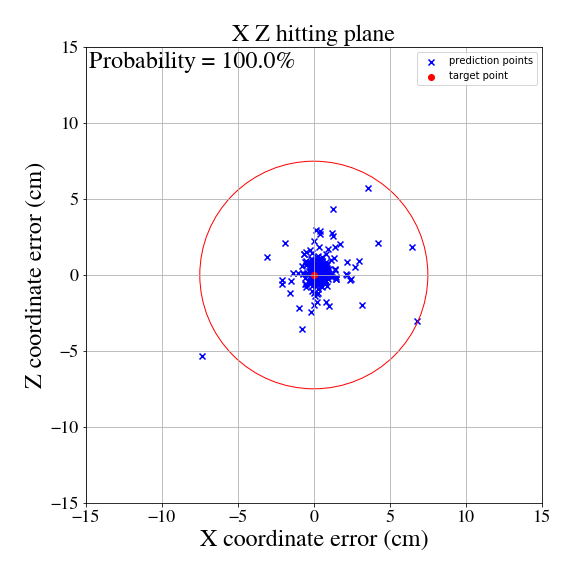 X Z hitting plane
Probability = 100.0%
prediction points
target point
15
10
5
0
−5
−10
−15
Z coordinate error (cm)
−15 −10 −5 0 5 10 15
X coordinate error (cm)